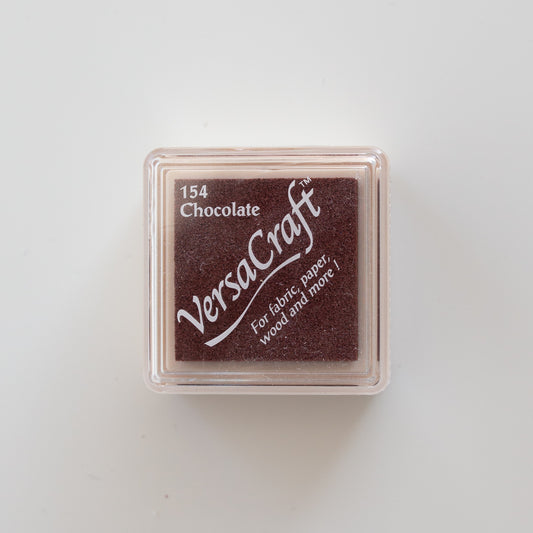 154
Chocolate
VersaCraft™
For fabric, paper,
wood and more !